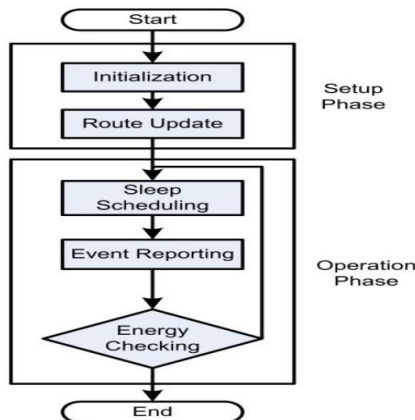 Start
Initialization
Setup
Phase
Route Update
Sleep
Scheduling
Event Reporting
Operation
Phase
Energy
Checking
End